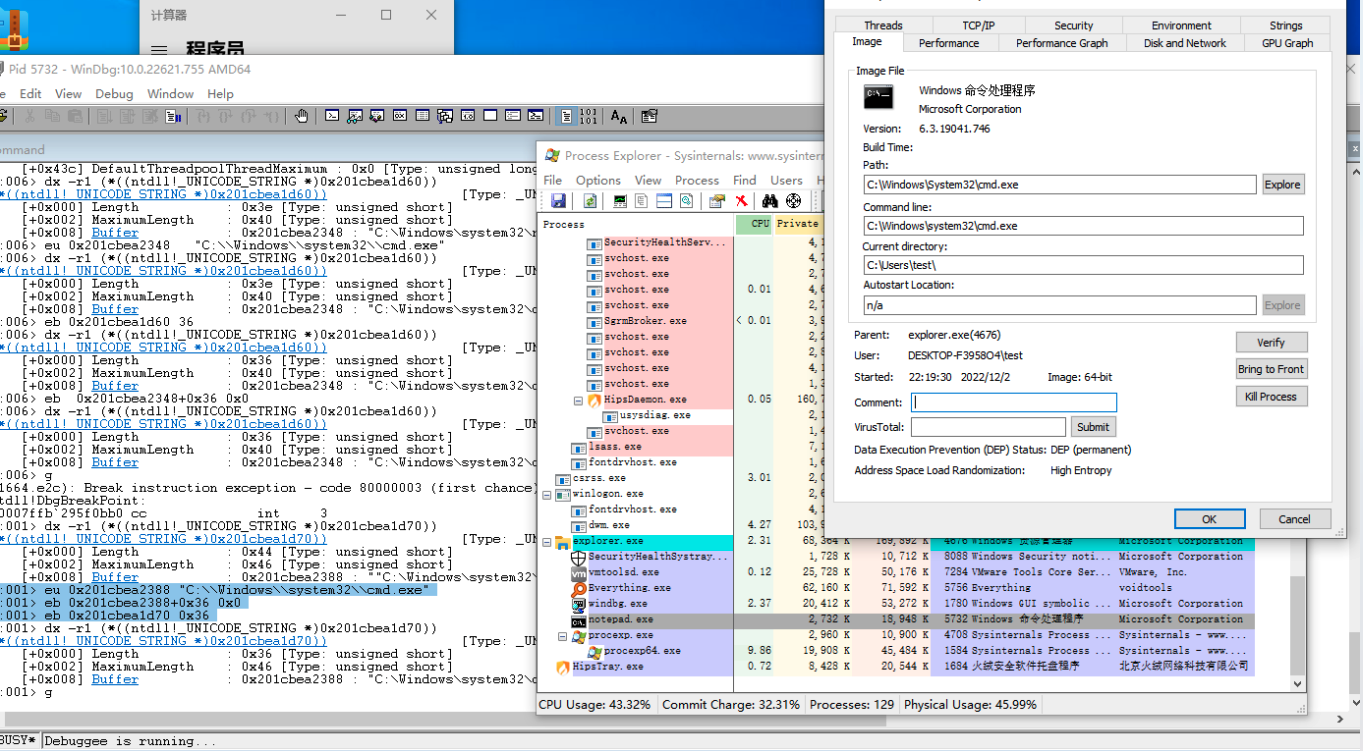 计算器
程序员
Pid 5732 - WinDbg:10.0.22621.755 AMD64
Edit View Debug Window Help
[+0x43c] DefaultThreadpoolThreadMaximum : 0x0 [Type: unsigned long
:006> dx -r1 (*((ntdll!_UNICODE_STRING *)0x201cbea1d60))
*((ntdll!_UNICODE_STRING *)0x201cbea1d60)) [Type: _UN
[+0x000] Length : 0x3e [Type: unsigned short]
[+0x002] MaximumLength : 0x40 [Type: unsigned short]
[+0x008] Buffer : 0x201cbea2348 : "C:\Windows\system32\
:006> eu 0x201cbea2348 "C:\\Windows\\system32\\cmd.exe"
:006> dx -r1 (*((ntdll!_UNICODE_STRING *)0x201cbea1d60))
*((ntdll!_UNICODE_STRING *)0x201cbea1d60)) [Type: _UN
[+0x000] Length : 0x3e [Type: unsigned short]
[+0x002] MaximumLength : 0x40 [Type: unsigned short]
[+0x008] Buffer : 0x201cbea2348 : "C:\Windows\system32\
:006> eb 0x201cbea1d60 36
:006> dx -r1 (*((ntdll!_UNICODE_STRING *)0x201cbea1d60))
*((ntdll!_UNICODE_STRING *)0x201cbea1d60)) [Type: _UN
[+0x000] Length : 0x36 [Type: unsigned short]
[+0x002] MaximumLength : 0x40 [Type: unsigned short]
[+0x008] Buffer : 0x201cbea2348 : "C:\Windows\system32\
:006> eb 0x201cbea2348+0x36 0x0
:006> dx -r1 (*((ntdll!_UNICODE_STRING *)0x201cbea1d60))
*((ntdll!_UNICODE_STRING *)0x201cbea1d60)) [Type: _UN
[+0x000] Length : 0x36 [Type: unsigned short]
[+0x002] MaximumLength : 0x40 [Type: unsigned short]
[+0x008] Buffer : 0x201cbea2348 : "C:\Windows\system32\
:006> g
1664.e2c): Break instruction exception - code 80000003 (first chance)
tdll!DbgBreakPoint:
0007ffb`295f0bb0 cc int 3
:001> dx -r1 (*((ntdll!_UNICODE_STRING *)0x201cbea1d70))
*((ntdll!_UNICODE_STRING *)0x201cbea1d70)) [Type: _UN
[+0x000] Length : 0x44 [Type: unsigned short]
[+0x002] MaximumLength : 0x46 [Type: unsigned short]
[+0x008] Buffer : 0x201cbea2388 : ""C:\Windows\system32\
:001> eu 0x201cbea2388 "C:\\Windows\\system32\\cmd.exe"
:001> eb 0x201cbea2388+0x36 0x0
:001> eb 0x201cbea1d70 0x36
:001> dx -r1 (*((ntdll!_UNICODE_STRING *)0x201cbea1d70))
*((ntdll!_UNICODE_STRING *)0x201cbea1d70)) [Type: _UN
[+0x000] Length : 0x36 [Type: unsigned short]
[+0x002] MaximumLength : 0x46 [Type: unsigned short]
[+0x008] Buffer : 0x201cbea2388 : "C:\Windows\system32\
:001> g
BUSY* Debuggee is running...
Process Explorer - Sysinternals: www.sysinter
File Options View Process Find Users H
Process CPU Private
SecurityHealthServ... 4,
svchost.exe 4,
svchost.exe 2,
svchost.exe 0.01 4,
svchost.exe 2,
SgrmBroker.exe < 0.01 3,
svchost.exe 2,
svchost.exe 2,
svchost.exe 4,
svchost.exe 1,
HipsDaemon.exe 0.05 160,
usysdiag.exe 2,
svchost.exe 1,
lsass.exe 7,
fontdrvhost.exe 1,
csrss.exe 3.01 2,
winlogon.exe 2,
fontdrvhost.exe 4,
dwm.exe 4.27 103,
explorer.exe 2.31 68,364 K 169,892 K 4676 Windows 资源管理器 Microsoft Corporation
SecurityHealthSystray... 1,728 K 10,712 K 8088 Windows Security noti... Microsoft Corporation
vmtoolsd.exe 0.12 25,728 K 50,176 K 7284 VMware Tools Core Ser... VMware, Inc.
Everything.exe 62,160 K 71,592 K 5756 Everything voidtools
windbg.exe 2.37 20,412 K 53,272 K 1780 Windows GUI symbolic ... Microsoft Corporation
notepad.exe 2,732 K 18,948 K 5732 Windows 命令处理程序 Microsoft Corporation
procexp.exe 2,960 K 10,900 K 4708 Sysinternals Process ... Sysinternals - www....
procexp64.exe 9.86 19,908 K 45,484 K 1584 Sysinternals Process ... Sysinternals - www....
HipsTray.exe 0.72 8,428 K 20,544 K 1684 火绒安全软件托盘程序 北京火绒网络科技有限公司
CPU Usage: 43.32% Commit Charge: 32.31% Processes: 129 Physical Usage: 45.99%
Threads TCP/IP Security Environment Strings
Image Performance Performance Graph Disk and Network GPU Graph
Image File
Windows 命令处理程序
Microsoft Corporation
Version: 6.3.19041.746
Build Time:
Path:
C:\Windows\System32\cmd.exe Explore
Command line:
C:\Windows\system32\cmd.exe
Current directory:
C:\Users\test\
Autostart Location:
n/a Explore
Parent: explorer.exe(4676) Verify
User: DESKTOP-F3958O4\test
Bring to Front
Started: 22:19:30 2022/12/2 Image: 64-bit
Kill Process
Comment:
VirusTotal: Submit
Data Execution Prevention (DEP) Status: DEP (permanent)
Address Space Load Randomization: High Entropy
OK Cancel